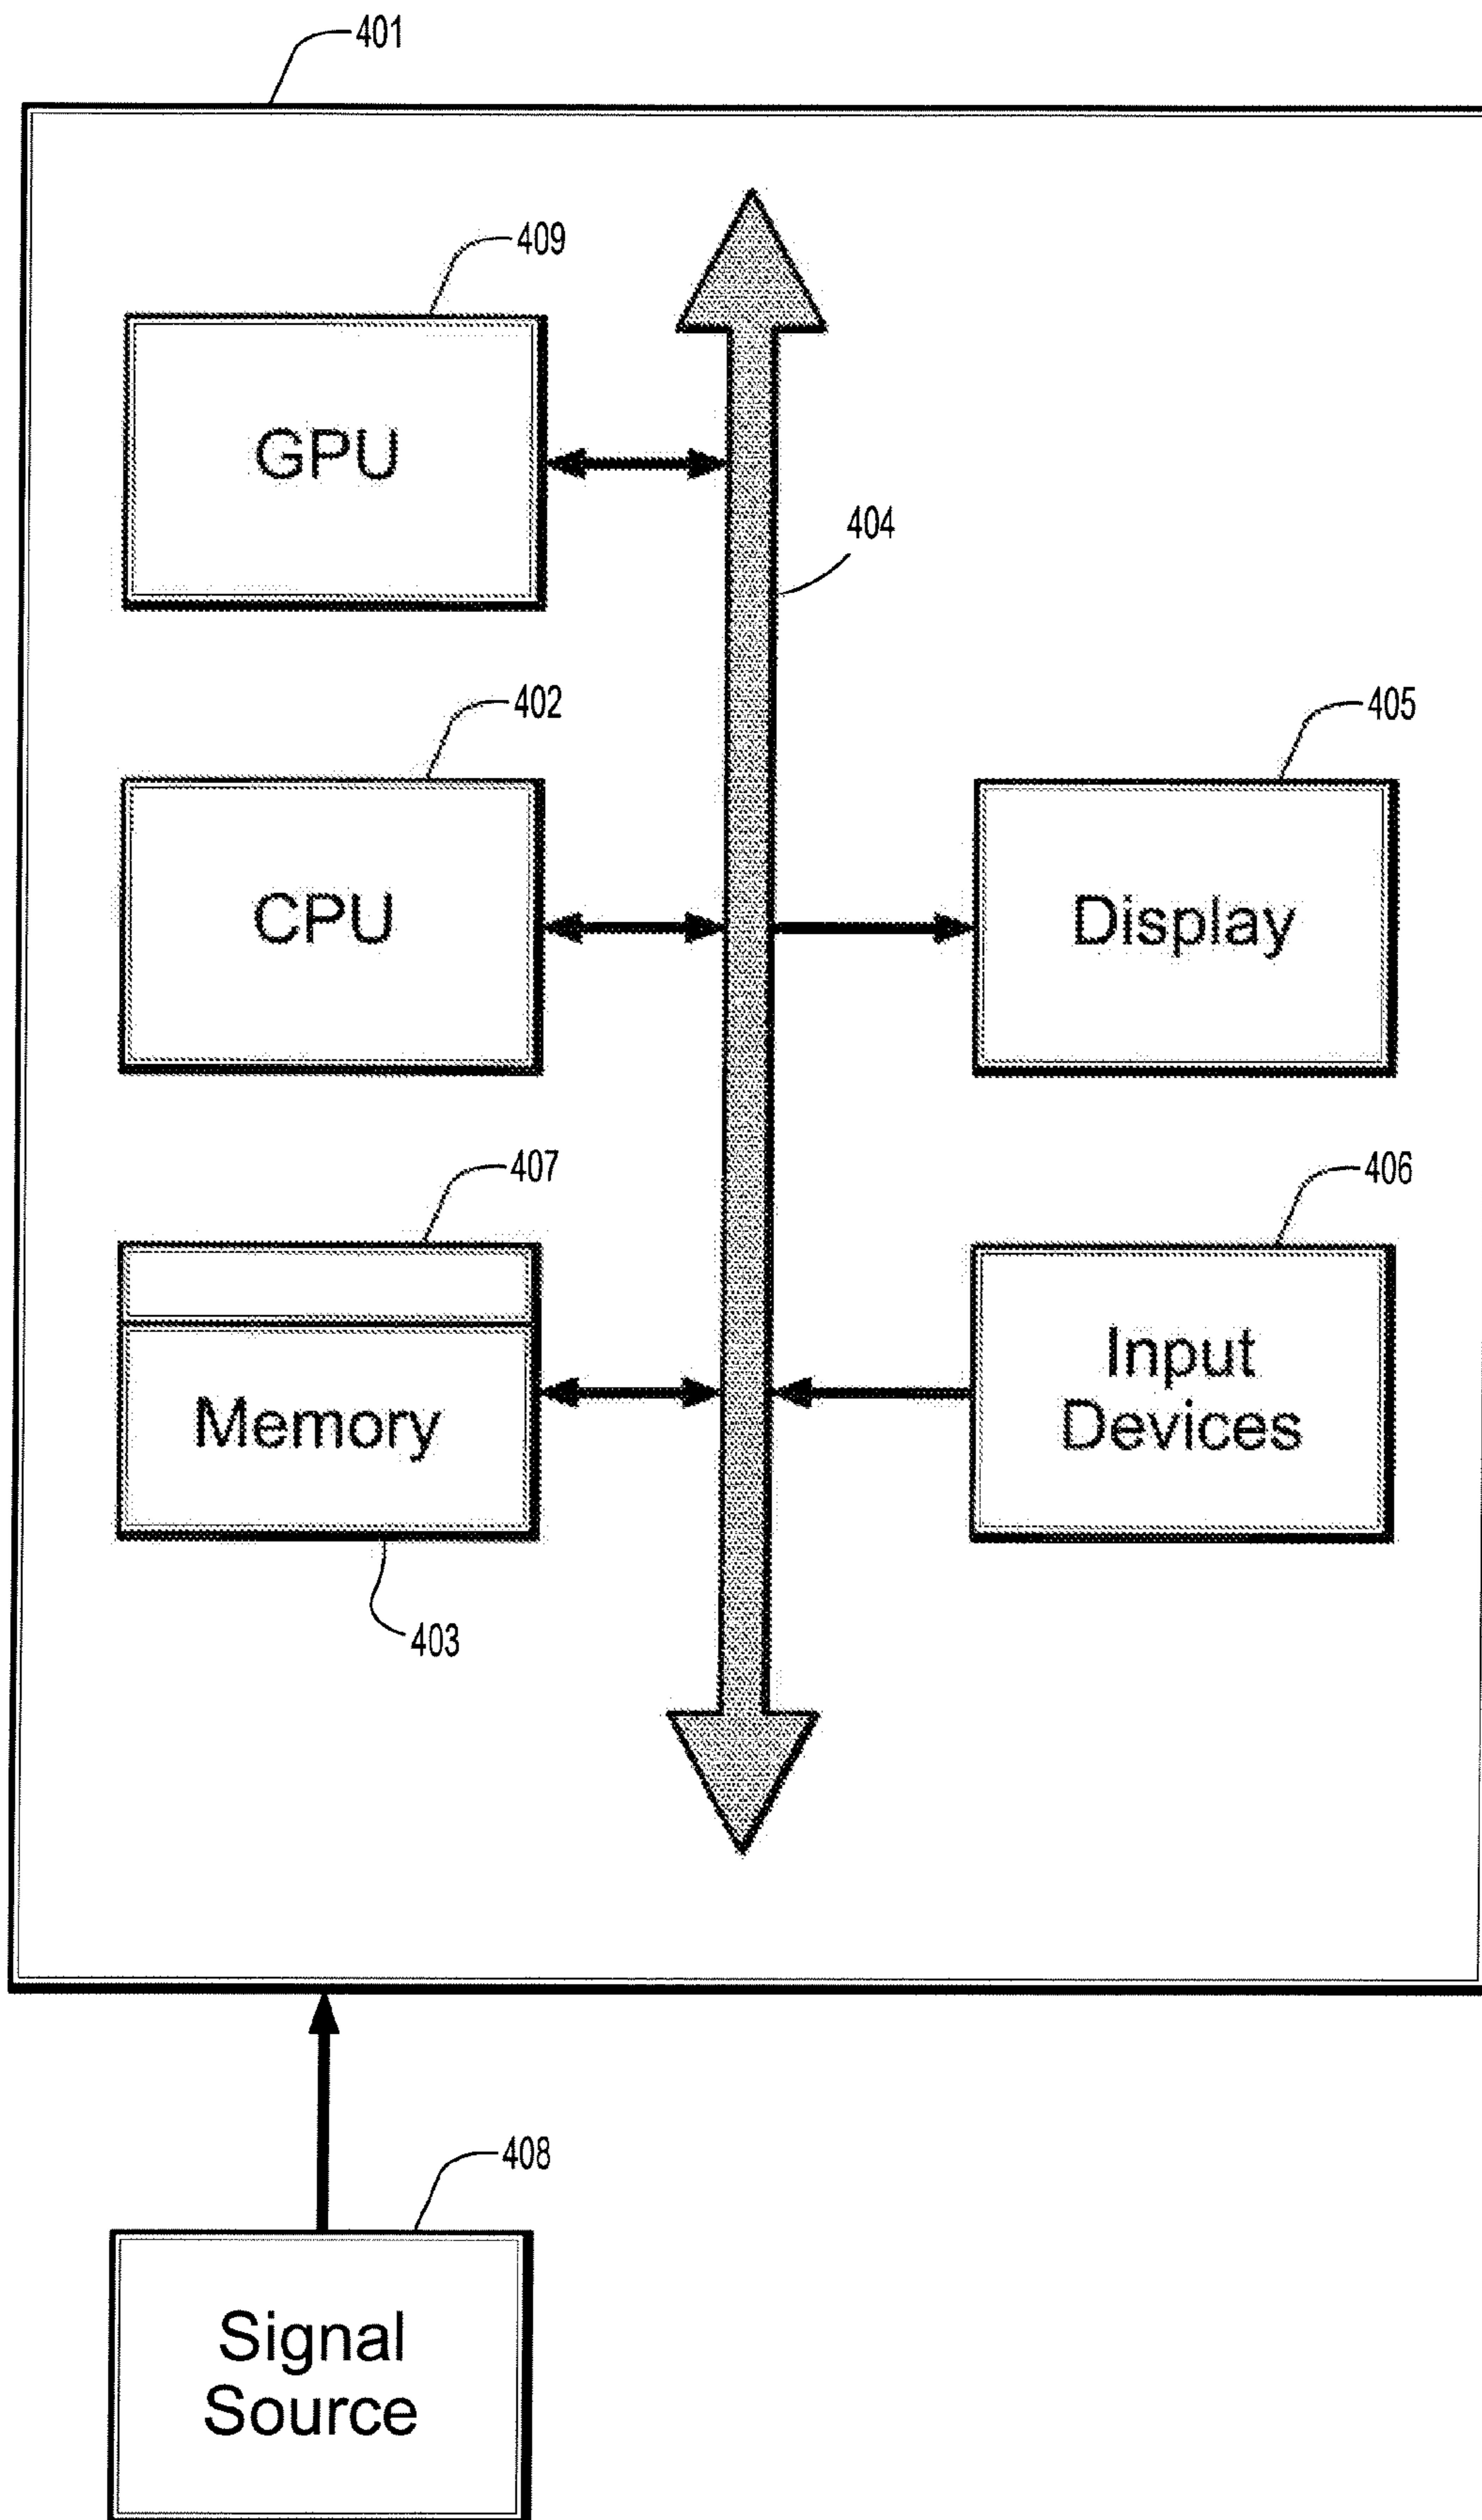 401
409
GPU
404
402
405
CPU
Display
407
406
Memory
Input
Devices
403
408
Signal
Source